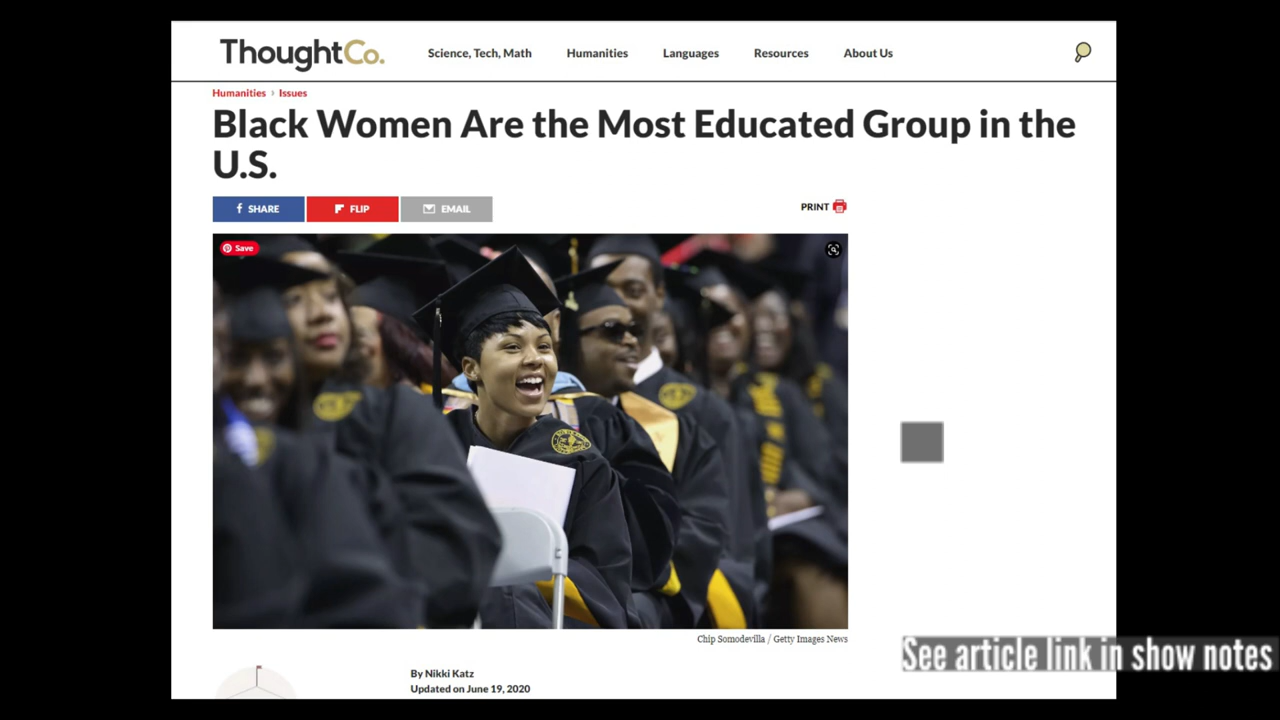 ThoughtCo.
Science, Tech, Math Humanities Languages Resources About Us
Humanities › Issues
Black Women Are the Most Educated Group in the
U.S.
SHARE FLIP EMAIL
PRINT
Save
Chip Somodevilla / Getty Images News
See article link in show notes
By Nikki Katz
Updated on June 19, 2020